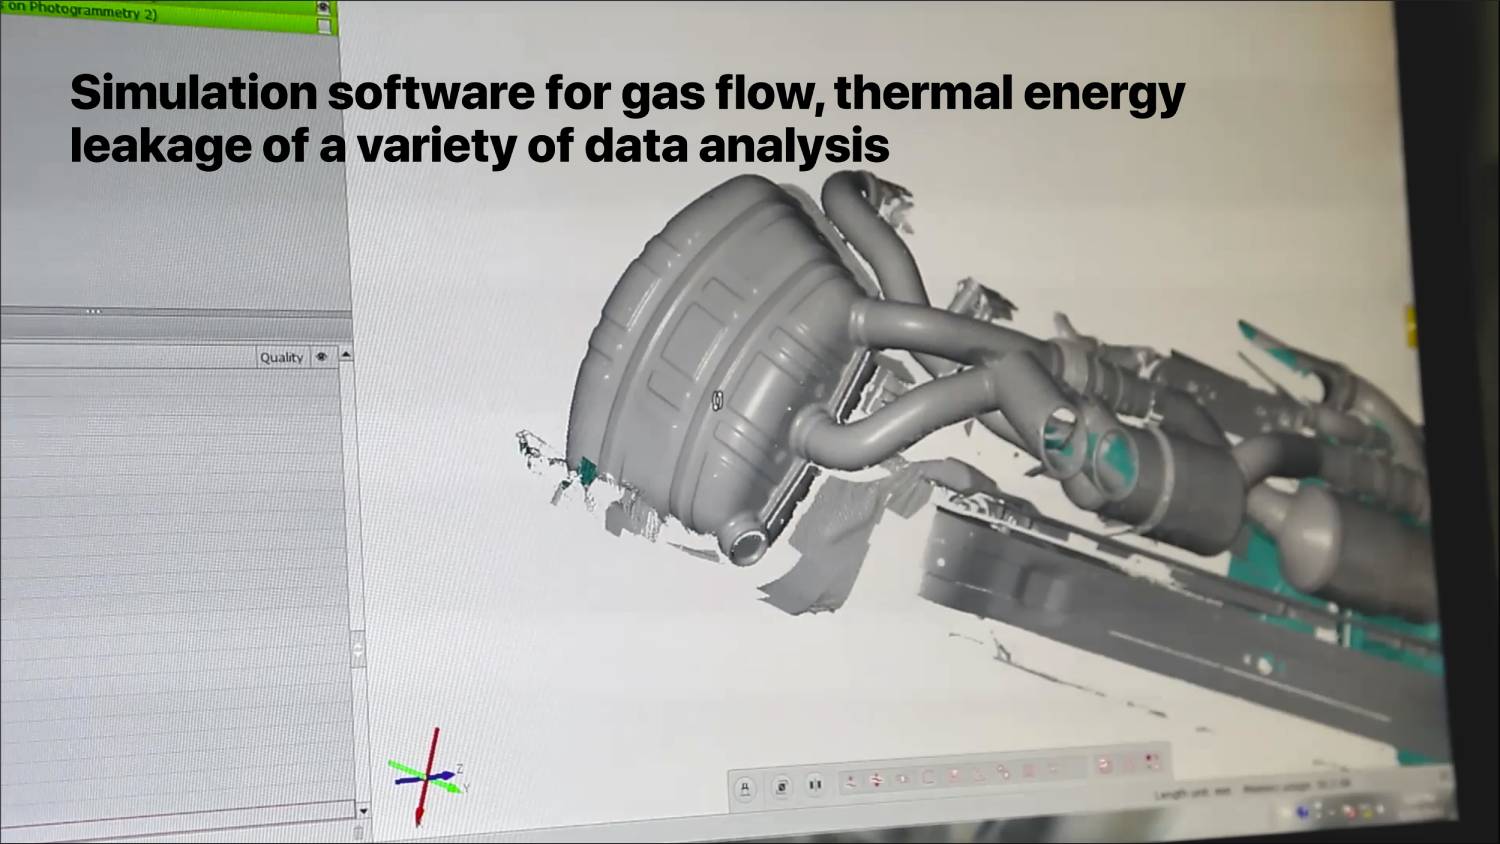 on Photogrammetry 2)
Simulation software for gas flow, thermal energy
leakage of a variety of data analysis
Quality
Z
Y
Length unit: mm